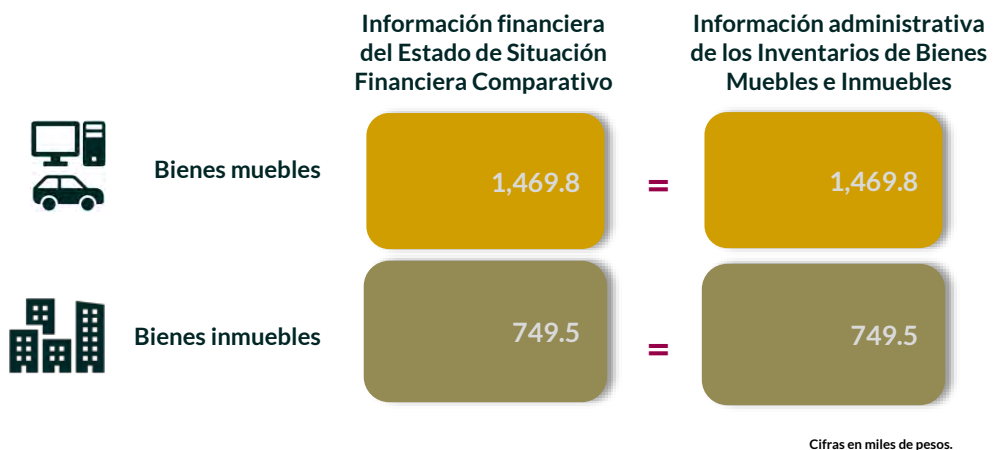 Información financiera
del Estado de Situación
Financiera Comparativo
Información administrativa
de los Inventarios de Bienes
Muebles e Inmuebles
Bienes muebles
1,469.8
=
1,469.8
Bienes inmuebles
749.5
=
749.5
Cifras en miles de pesos.